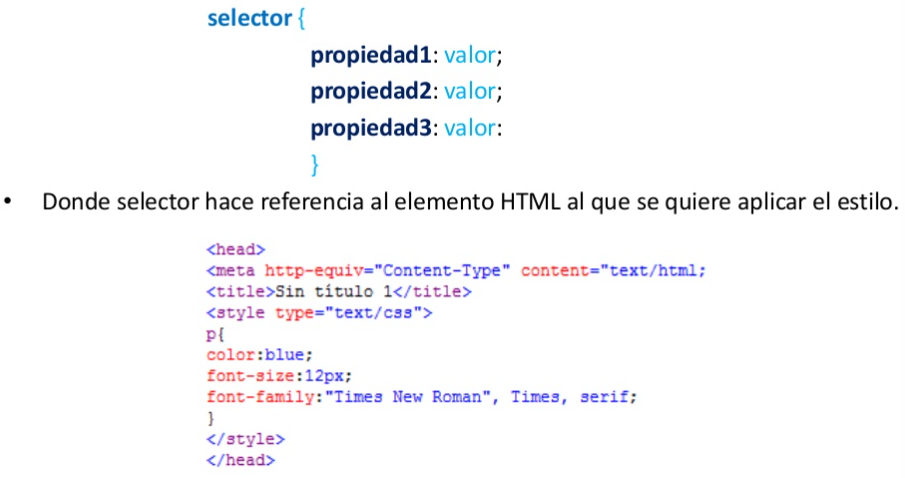 selector {
propiedad1: valor;
propiedad2: valor;
propiedad3: valor:
}
• Donde selector hace referencia al elemento HTML al que se quiere aplicar el estilo.
<head>
<meta http-equiv="Content-Type" content="text/html;
<title>Sin título 1</title>
<style type="text/css">
p{
color:blue;
font-size:12px;
font-family:"Times New Roman", Times, serif;
}
</style>
</head>